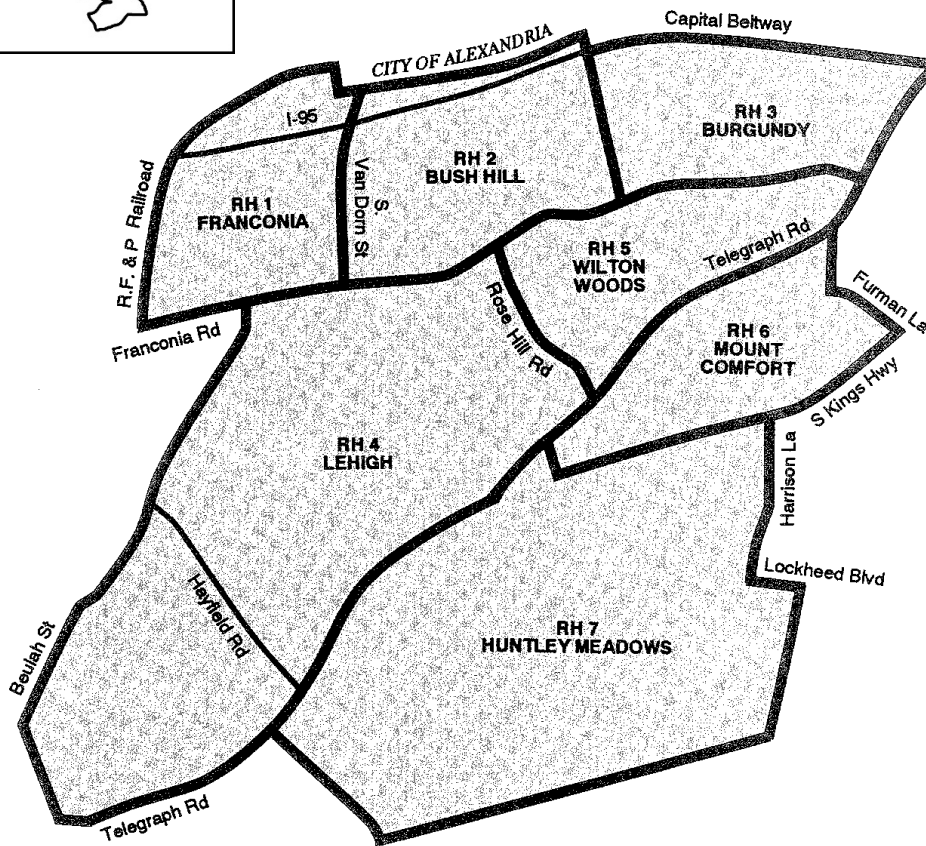 Capital Beltway
CITY OF ALEXANDRIA
I-95
RH 3
BURGUNDY
RH 2
BUSH HILL
R.F. & P Railroad
RH 1
FRANCONIA
S.
Van Dorn St
RH 5
WILTON
WOODS
Telegraph Rd
Furman La
Rose Hill Rd
Franconia Rd
RH 6
MOUNT
COMFORT
S Kings Hwy
RH 4
LEHIGH
Harrison La
Lockheed Blvd
Hayfield Rd
Beulah St
RH 7
HUNTLEY MEADOWS
Telegraph Rd